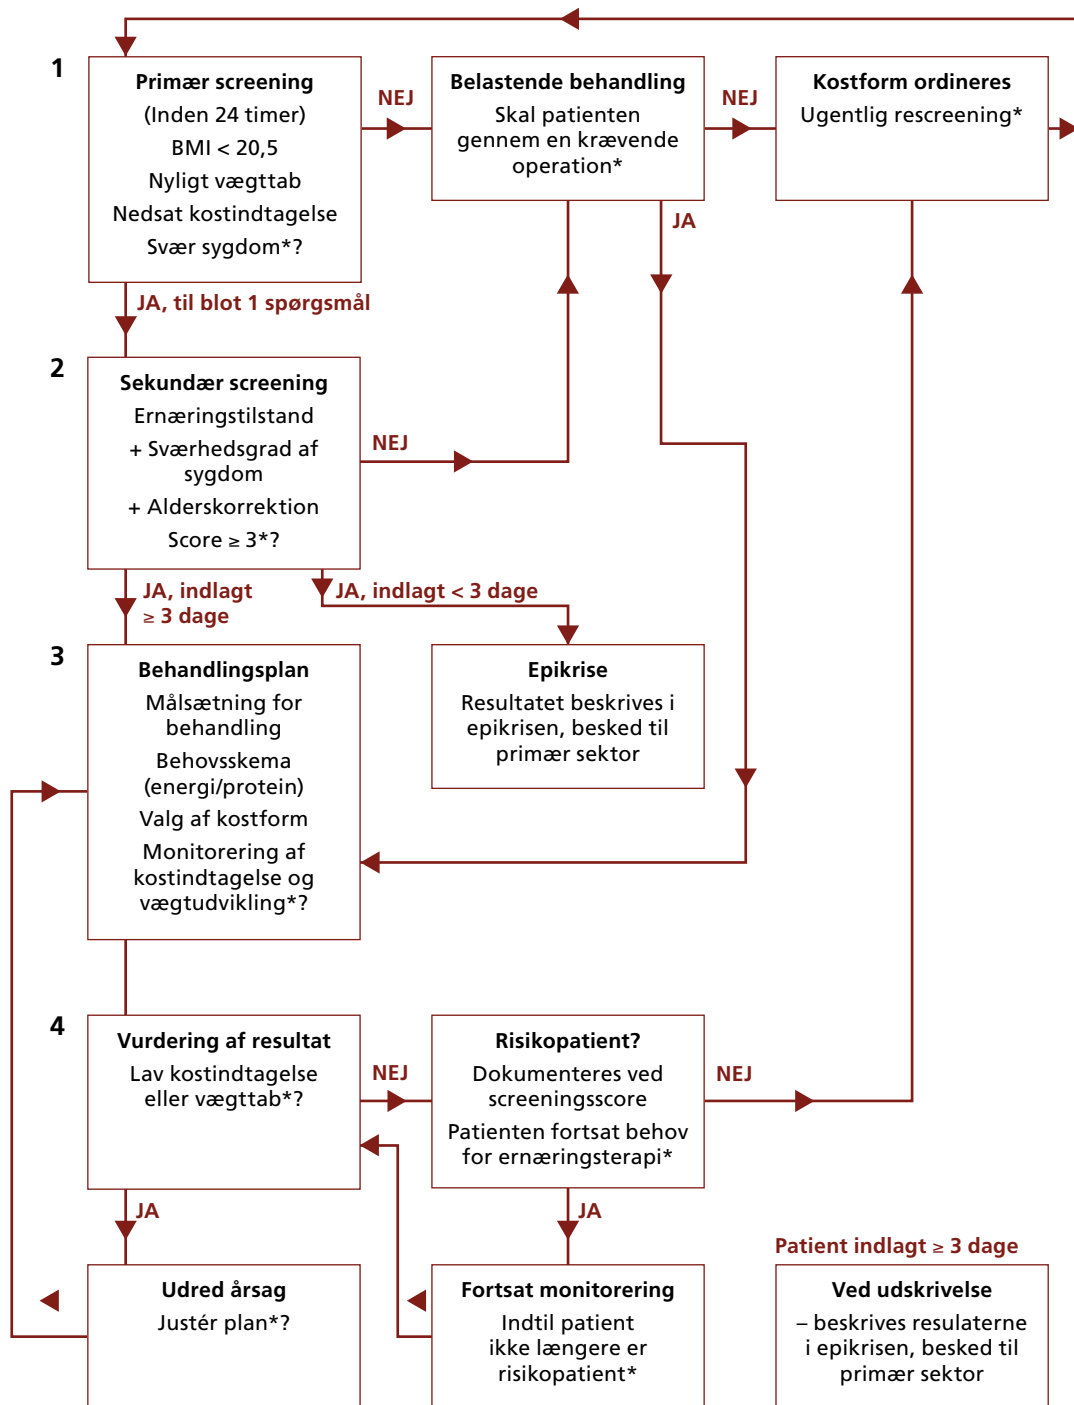 1
Primær screening
(Inden 24 timer)
BMI < 20,5
Nyligt vægttab
Nedsat kostindtagelse
Svær sygdom*?
NEJ
Belastende behandling
Skal patienten
gennem en krævende
operation*
NEJ
Kostform ordineres
Ugentlig rescreening*
JA
JA, til blot 1 spørgsmål
2
Sekundær screening
Ernæringstilstand
+ Sværhedsgrad af
sygdom
+ Alderskorrektion
Score ≥ 3*?
NEJ
JA, indlagt
≥ 3 dage
JA, indlagt < 3 dage
3
Behandlingsplan
Målsætning for
behandling
Behovsskema
(energi/protein)
Valg af kostform
Monitorering af
kostindtagelse og
vægtudvikling*?
Epikrise
Resultatet beskrives i
epikrisen, besked til
primær sektor
4
Vurdering af resultat
Lav kostindtagelse
eller vægttab*?
NEJ
Risikopatient?
Dokumenteres ved
screeningsscore
Patienten fortsat behov
for ernæringsterapi*
NEJ
JA
JA
Udred årsag
Justér plan*?
Fortsat monitorering
Indtil patient
ikke længere er
risikopatient*
Patient indlagt ≥ 3 dage
Ved udskrivelse
– beskrives resulaterne
i epikrisen, besked til
primær sektor